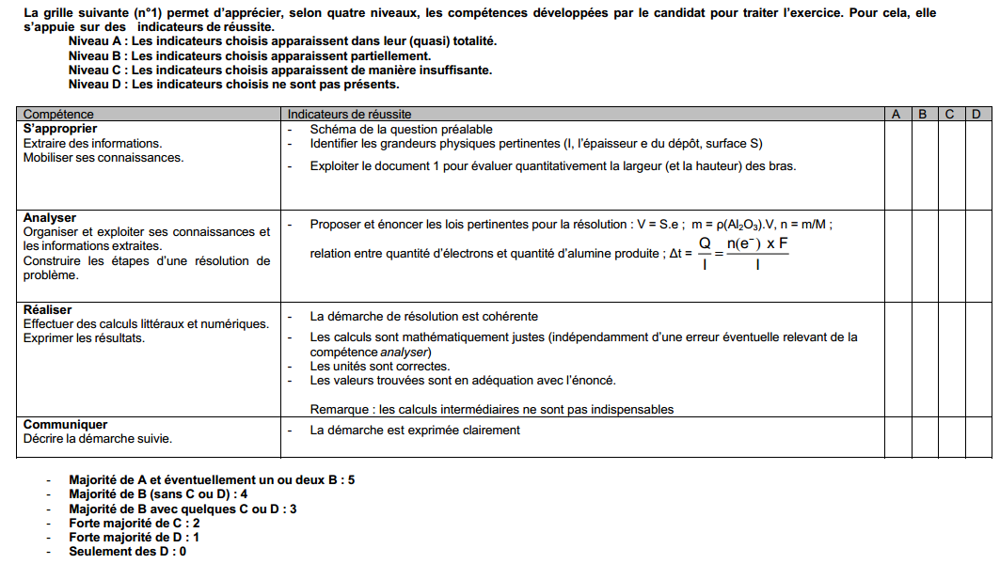 La grille suivante (n°1) permet d'apprécier, selon quatre niveaux, les compétences développées par le candidat pour traiter l'exercice. Pour cela, elle
s'appuie sur des indicateurs de réussite.
Niveau A : Les indicateurs choisis apparaissent dans leur (quasi) totalité.
Niveau B : Les indicateurs choisis apparaissent partiellement.
Niveau C : Les indicateurs choisis apparaissent de manière insuffisante.
Niveau D : Les indicateurs choisis ne sont pas présents.
Compétence Indicateurs de réussite A B C D
S'approprier
Extraire des informations.
Mobiliser ses connaissances.
- Schéma de la question préalable
- Identifier les grandeurs physiques pertinentes (I, l'épaisseur e du dépôt, surface S)
- Exploiter le document 1 pour évaluer quantitativement la largeur (et la hauteur) des bras.
Analyser
Organiser et exploiter ses connaissances et
les informations extraites.
Construire les étapes d'une résolution de
problème.
- Proposer et énoncer les lois pertinentes pour la résolution : V = S.e ; m = ρ(Al₂O₃).V, n = m/M ;
relation entre quantité d'électrons et quantité d'alumine produite ; Δt = Q/I = n(e⁻) x F/I
Réaliser
Effectuer des calculs littéraux et numériques.
Exprimer les résultats.
- La démarche de résolution est cohérente
- Les calculs sont mathématiquement justes (indépendamment d'une erreur éventuelle relevant de la
compétence analyser)
- Les unités sont correctes.
- Les valeurs trouvées sont en adéquation avec l'énoncé.
Remarque : les calculs intermédiaires ne sont pas indispensables
Communiquer
Décrire la démarche suivie.
- La démarche est exprimée clairement
- Majorité de A et éventuellement un ou deux B : 5
- Majorité de B (sans C ou D) : 4
- Majorité de B avec quelques C ou D : 3
- Forte majorité de C : 2
- Forte majorité de D : 1
- Seulement des D : 0